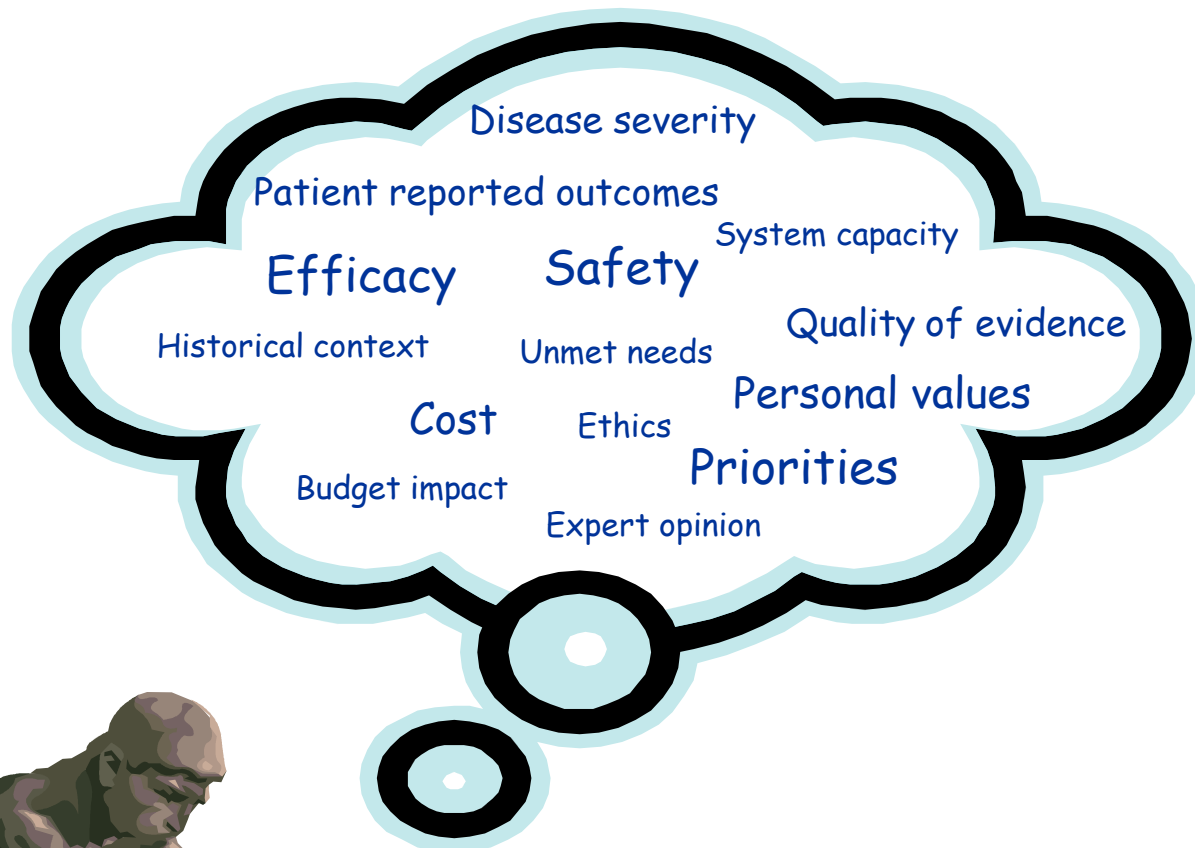 Disease severity
Patient reported outcomes
System capacity
Efficacy
Safety
Quality of evidence
Historical context
Unmet needs
Personal values
Cost
Ethics
Priorities
Budget impact
Expert opinion